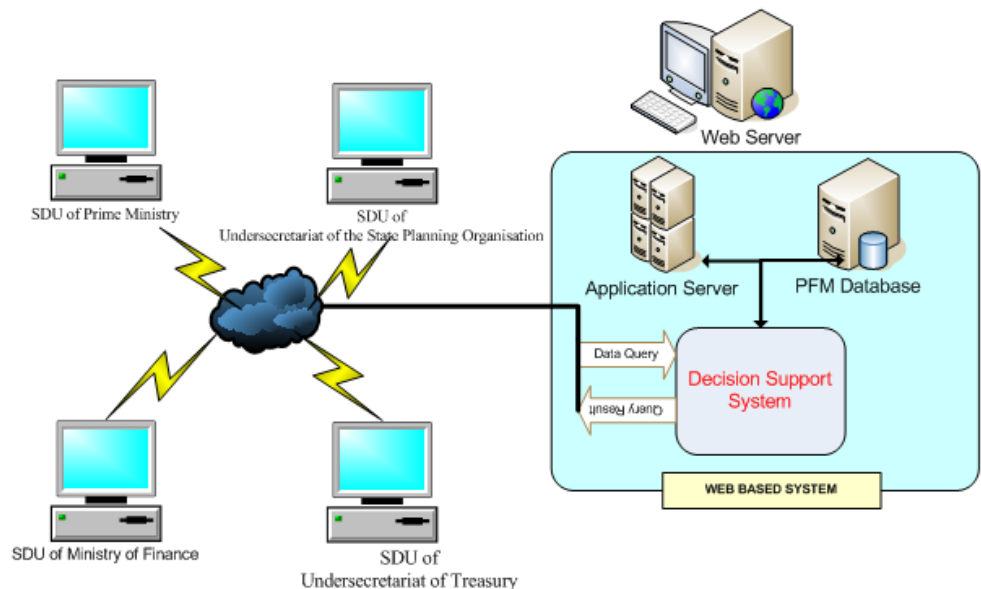 SDU of Prime Ministry
SDU of
Undersecretariat of the State Planning Organisation
Web Server
Application Server
PFM Database
Data Query
Query Result
Decision Support
System
WEB BASED SYSTEM
SDU of Ministry of Finance
SDU of
Undersecretariat of Treasury